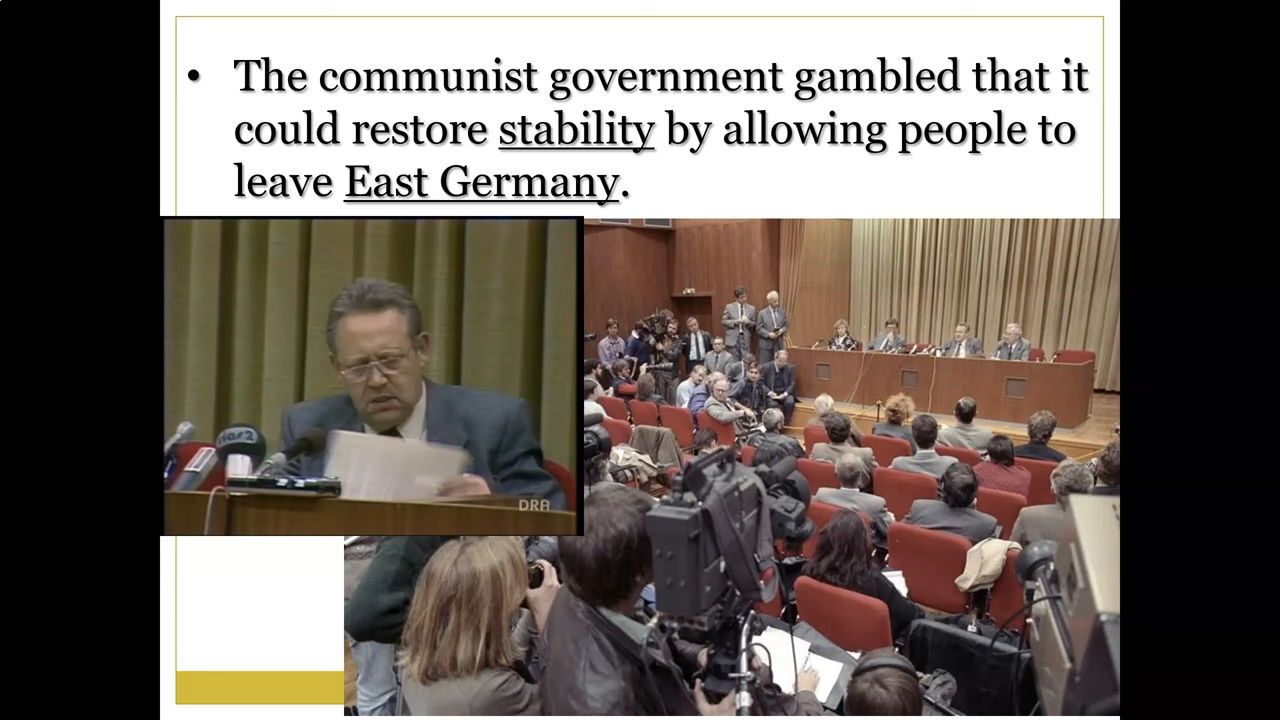 • The communist government gambled that it
could restore stability by allowing people to
leave East Germany.
DRA